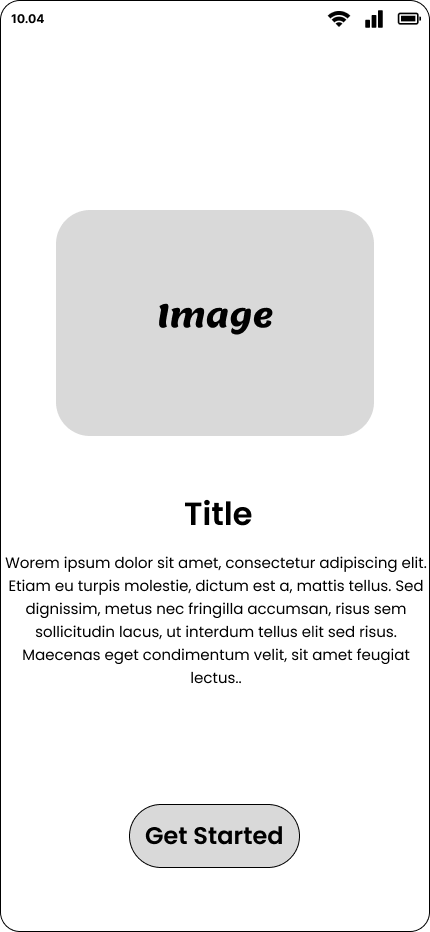 10.04
Image
Title
Worem ipsum dolor sit amet, consectetur adipiscing elit.
Etiam eu turpis molestie, dictum est a, mattis tellus. Sed
dignissim, metus nec fringilla accumsan, risus sem
sollicitudin lacus, ut interdum tellus elit sed risus.
Maecenas eget condimentum velit, sit amet feugiat
lectus..
Get Started